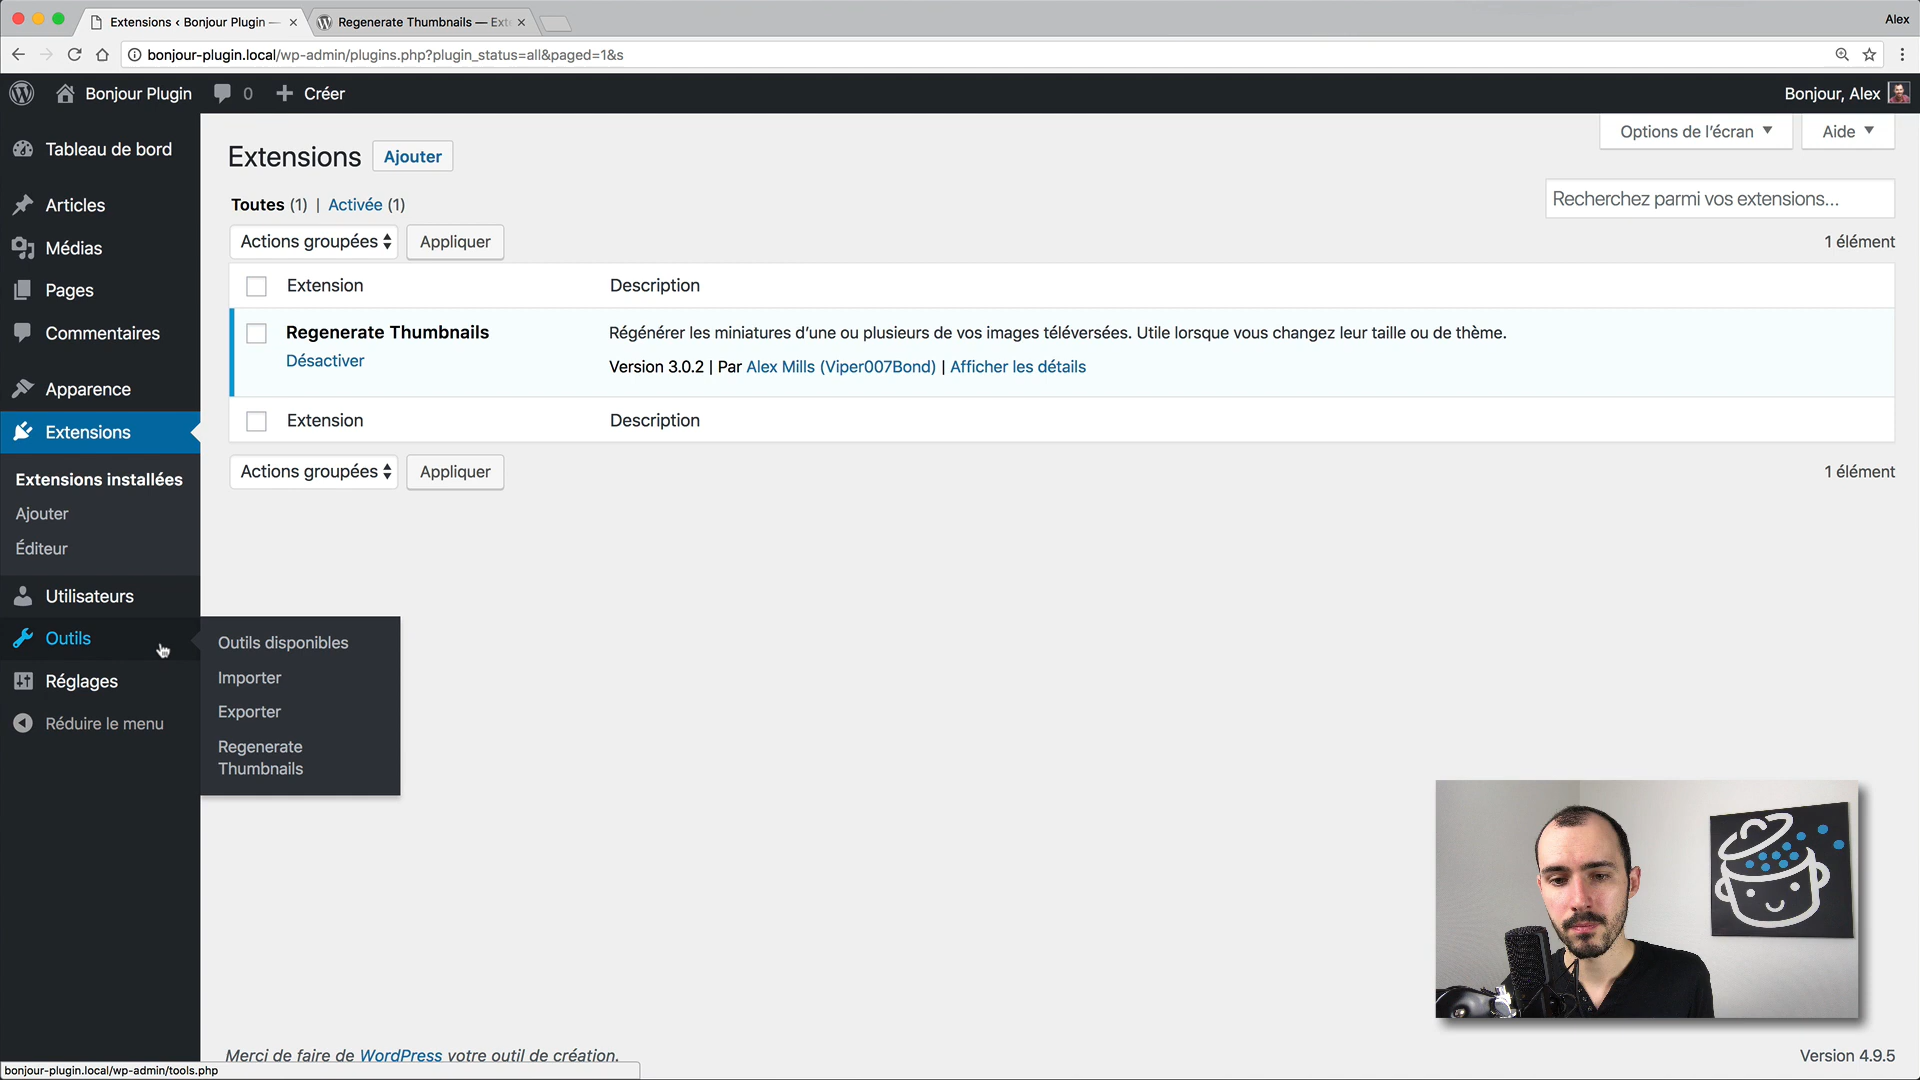 Extensions ‹ Bonjour Plugin —
Regenerate Thumbnails — Ext
Alex
bonjour-plugin.local/wp-admin/plugins.php?plugin_status=all&paged=1&s
Bonjour Plugin
0
Créer
Bonjour, Alex
Tableau de bord
Articles
Médias
Pages
Commentaires
Apparence
Extensions
Extensions installées
Ajouter
Éditeur
Utilisateurs
Outils
Réglages
Réduire le menu
Outils disponibles
Importer
Exporter
Regenerate
Thumbnails
Options de l'écran
Aide
Extensions
Ajouter
Toutes (1) | Activée (1)
Recherchez parmi vos extensions...
Actions groupées
Appliquer
1 élément
Extension
Description
Regenerate Thumbnails
Désactiver
Régénérer les miniatures d'une ou plusieurs de vos images téléversées. Utile lorsque vous changez leur taille ou de thème.
Version 3.0.2 | Par Alex Mills (Viper007Bond) | Afficher les détails
Extension
Description
Actions groupées
Appliquer
1 élément
Merci de faire de WordPress votre outil de création.
Version 4.9.5
bonjour-plugin.local/wp-admin/tools.php